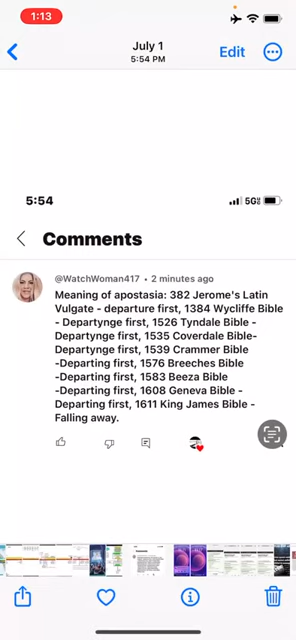 1:13
July 1
5:54 PM
Edit
5:54
5G
Comments
@WatchWoman417 • 2 minutes ago
Meaning of apostasia: 382 Jerome's Latin
Vulgate - departure first, 1384 Wycliffe Bible
- Departynge first, 1526 Tyndale Bible -
Departynge first, 1535 Coverdale Bible-
Departynge first, 1539 Crammer Bible
-Departing first, 1576 Breeches Bible
-Departing first, 1583 Beeza Bible
-Departing first, 1608 Geneva Bible -
Departing first, 1611 King James Bible -
Falling away.